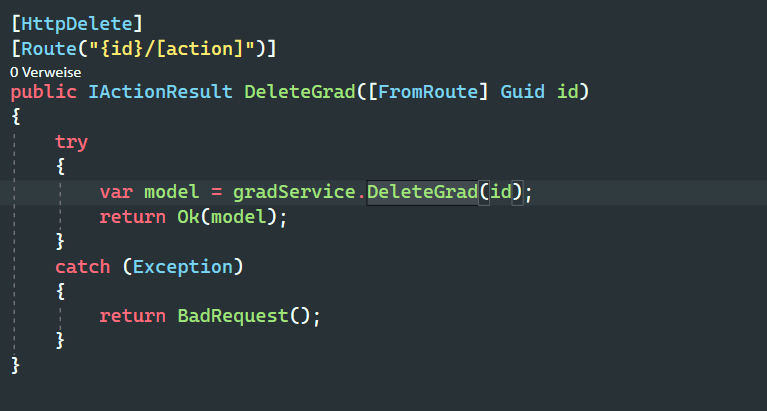 [HttpDelete]
[Route("{id}/[action]")]
0 Verweise
public IActionResult DeleteGrad([FromRoute] Guid id)
{
try
{
var model = gradService.DeleteGrad(id);
return Ok(model);
}
catch (Exception)
{
return BadRequest();
}
}